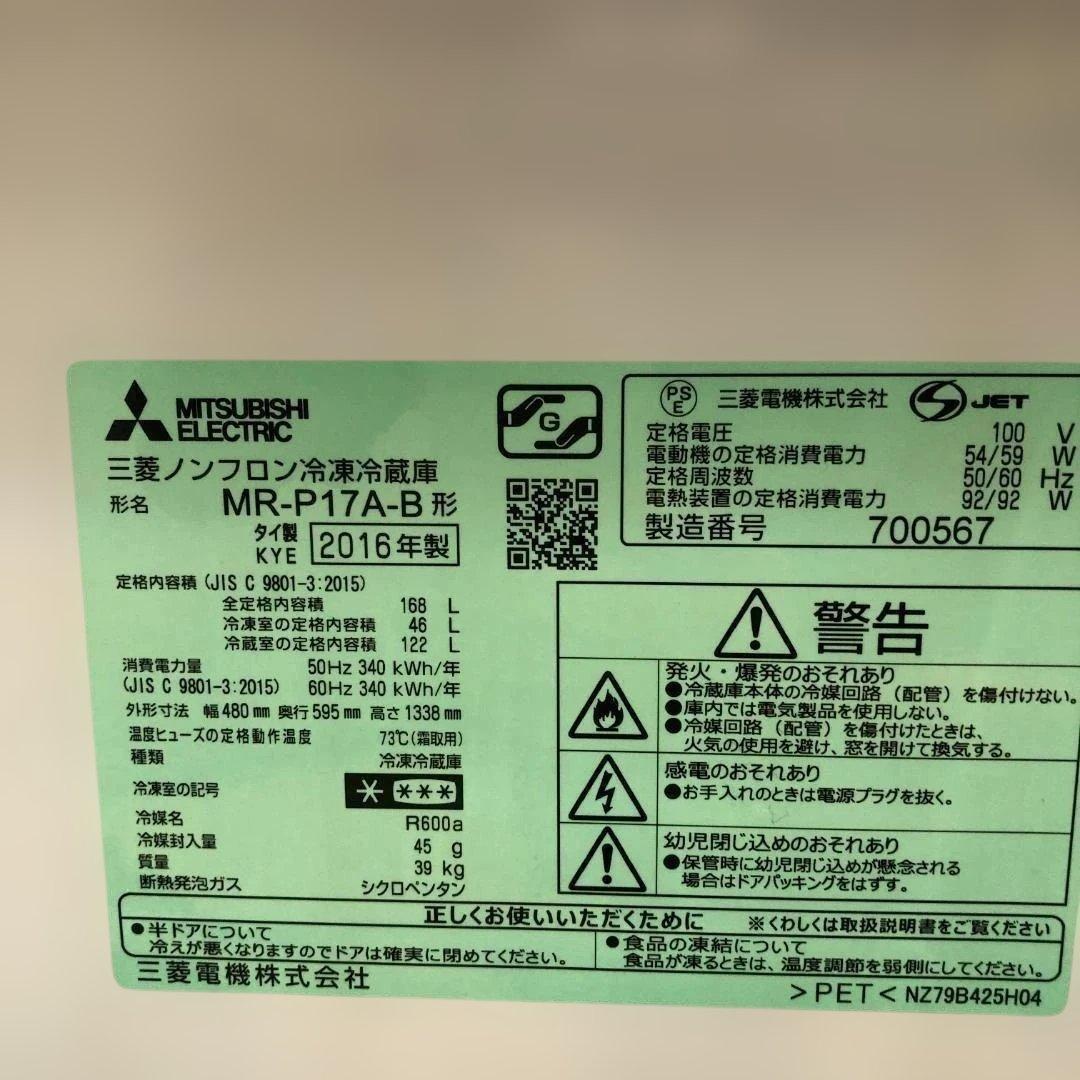 MITSUBISHI
ELECTRIC
三菱ノンフロン冷凍冷蔵庫
形名 MR-P17A-B 形
タイ製
KYE
2016年製
定格内容積 (JIS C 9801-3:2015)
全定格内容積 168 L
冷凍室の定格内容積 46 L
冷蔵室の定格内容積 122 L
消費電力量 50Hz 340 kWh/年
(JIS C 9801-3:2015) 60Hz 340 kWh/年
外形寸法 幅480mm 奥行595mm 高さ1338mm
温度ヒューズの定格動作温度 73℃(霜取用)
種類 冷凍冷蔵庫
冷凍室の記号 * ***
冷媒名 R600a
冷媒封入量 45 g
質量 39 kg
断熱発泡ガス シクロペンタン
G
PS
E
三菱電機株式会社
JET
定格電圧 100 V
電動機の定格消費電力 54/59 W
定格周波数 50/60 Hz
電熱装置の定格消費電力 92/92 W
製造番号 700567
警告
発火・爆発のおそれあり
●冷蔵庫本体の冷媒回路(配管)を傷付けない。
●庫内では電気製品を使用しない。
●冷媒回路(配管)を傷付けたときは、
火気の使用を避け、窓を開けて換気する。
感電のおそれあり
●お手入れのときは電源プラグを抜く。
幼児閉じ込めのおそれあり
●保管時に幼児閉じ込めが懸念される
場合はドアパッキングをはずす。
正しくお使いいただくために ※くわしくは取扱説明書をご覧ください
●半ドアについて
冷えが悪くなりますのでドアは確実に閉めてください。
●食品の凍結について
食品が凍るときは、温度調節を弱側にしてください。
三菱電機株式会社
>PET< NZ79B425H04